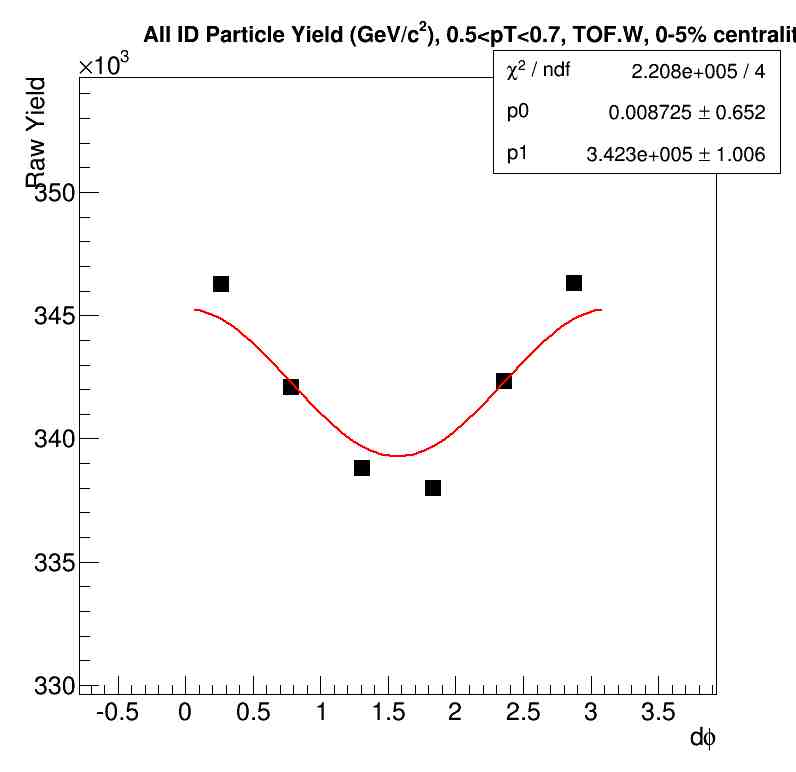 All ID Particle Yield (GeV/c²), 0.5<pT<0.7, TOF.W, 0-5% centralit
×10³
χ² / ndf 2.208e+005 / 4
p0 0.008725 ± 0.652
p1 3.423e+005 ± 1.006
Raw Yield
350
345
340
335
330
-0.5 0 0.5 1 1.5 2 2.5 3 3.5
dϕ